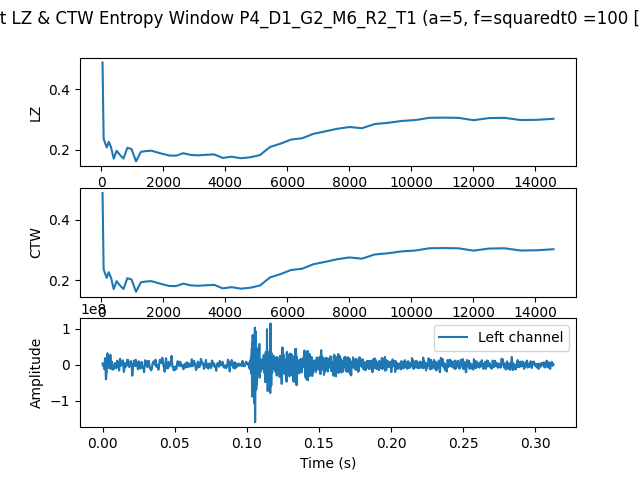 t LZ & CTW Entropy Window P4_D1_G2_M6_R2_T1 (a=5, f=squaredt0 =100 [
0.4
LZ
0.2
0 2000 4000 6000 8000 10000 12000 14000
0.4
CTW
0.2
0 2000 4000 6000 8000 10000 12000 14000
1e8
1
Left channel
Amplitude
0
−1
0.00 0.05 0.10 0.15 0.20 0.25 0.30
Time (s)